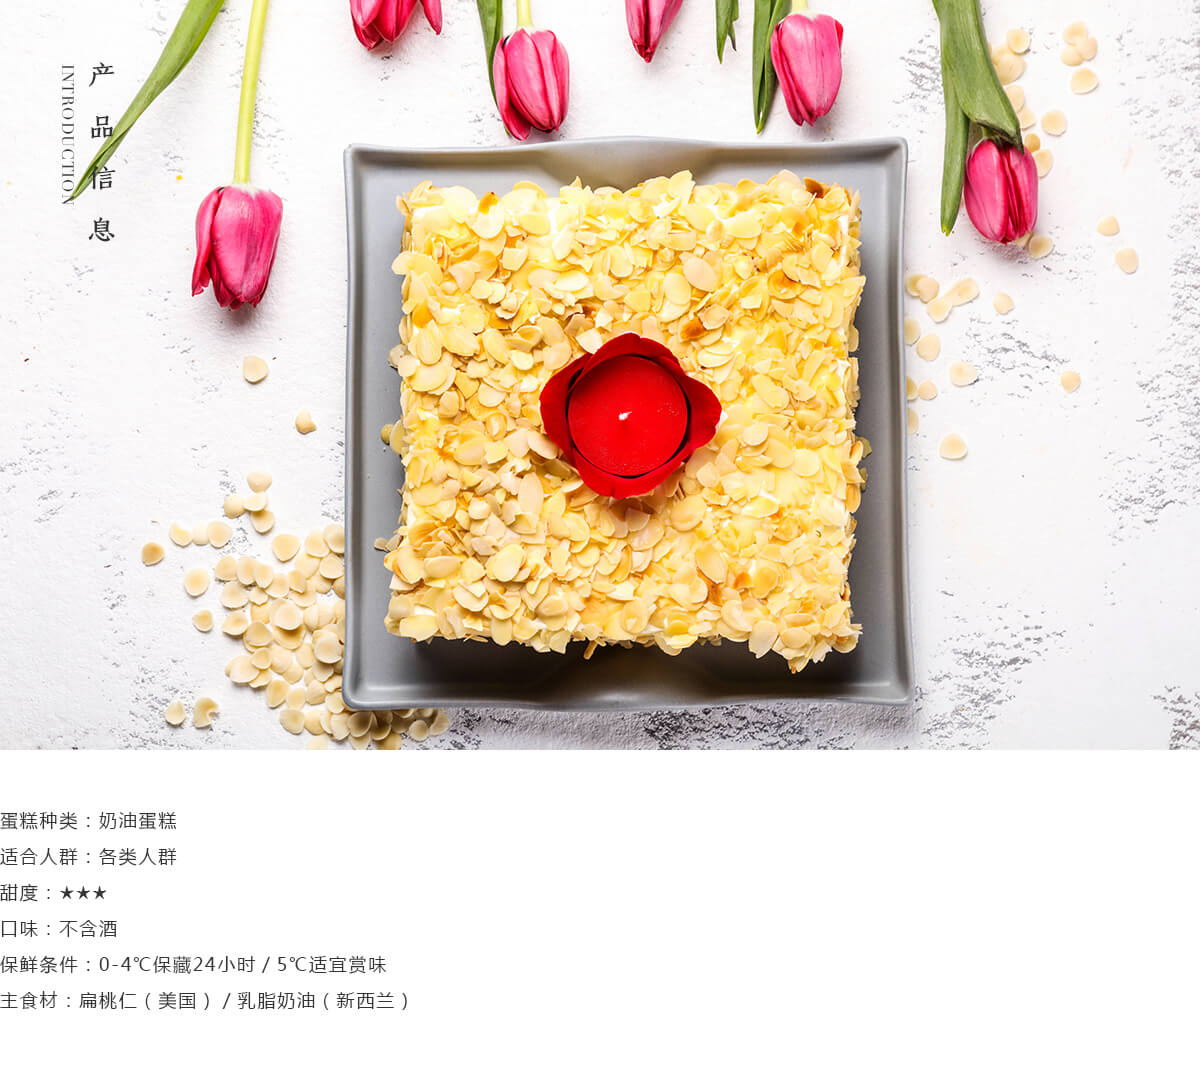 产品信息
INTRODUCTION
蛋糕种类：奶油蛋糕
适合人群：各类人群
甜度：★★★
口味：不含酒
保鲜条件：0-4℃保藏24小时 / 5℃适宜赏味
主食材：扁桃仁（美国）/ 乳脂奶油（新西兰）